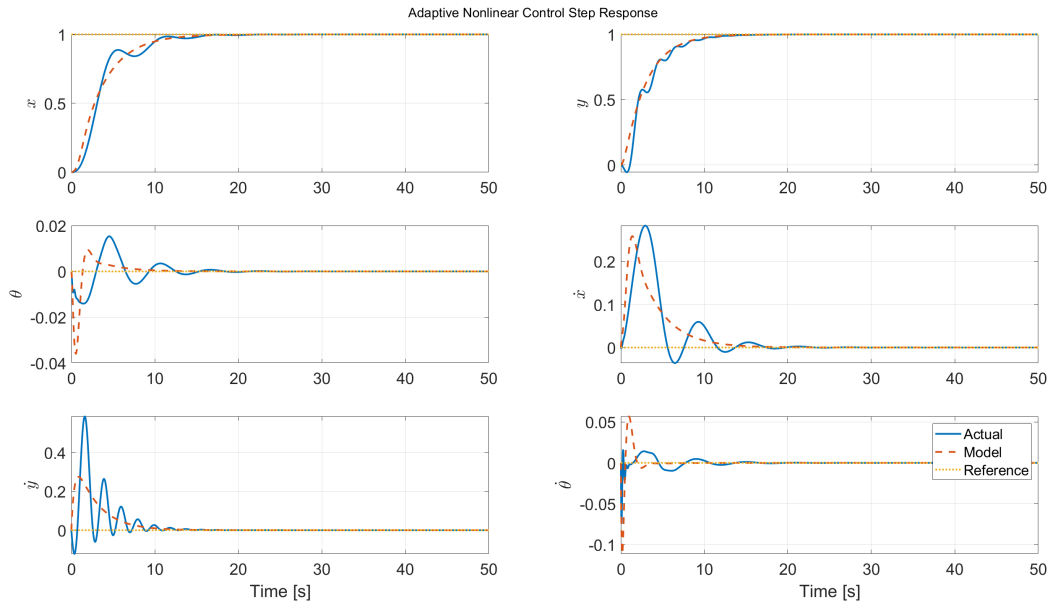 Adaptive Nonlinear Control Step Response
1
0.5
0
x
0 10 20 30 40 50
1
0.5
0
y
0 10 20 30 40 50
0.02
0
-0.02
-0.04
θ
0 10 20 30 40 50
0.2
0.1
0
ẋ
0 10 20 30 40 50
0.4
0.2
0
ẏ
0 10 20 30 40 50
Time [s]
0.05
0
-0.05
-0.1
θ̇
Actual
Model
Reference
0 10 20 30 40 50
Time [s]